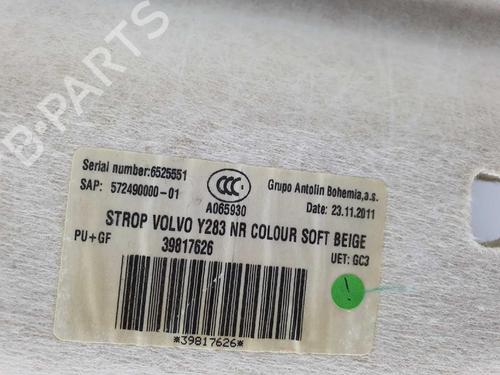 B-PARTS
Serial number:6525551
SAP: 572490000-01
CCC
A065930
Grupo Antolin Bohemia,a.s.
Date: 23.11.2011
STROP VOLVO Y283 NR COLOUR SOFT BEIGE
39817626
PU+GF
UET: GC3
!
*39817626*